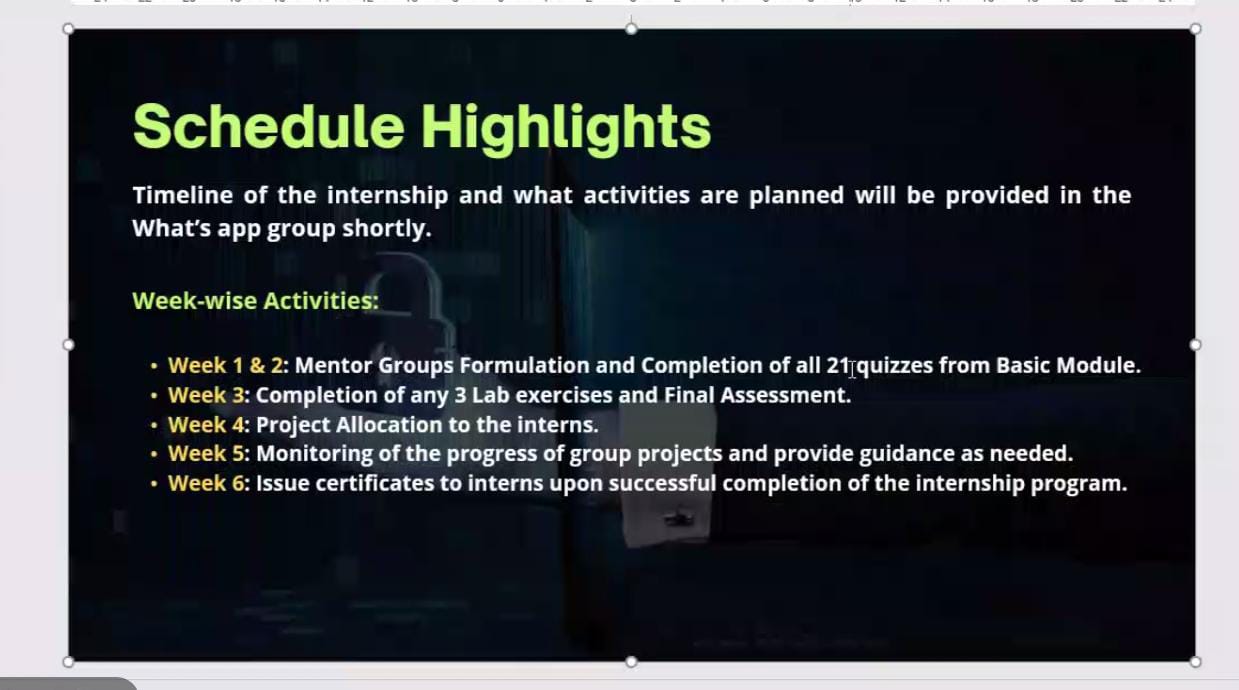 Schedule Highlights
Timeline of the internship and what activities are planned will be provided in the
What’s app group shortly.
Week-wise Activities:
• Week 1 & 2: Mentor Groups Formulation and Completion of all 21 quizzes from Basic Module.
• Week 3: Completion of any 3 Lab exercises and Final Assessment.
• Week 4: Project Allocation to the interns.
• Week 5: Monitoring of the progress of group projects and provide guidance as needed.
• Week 6: Issue certificates to interns upon successful completion of the internship program.